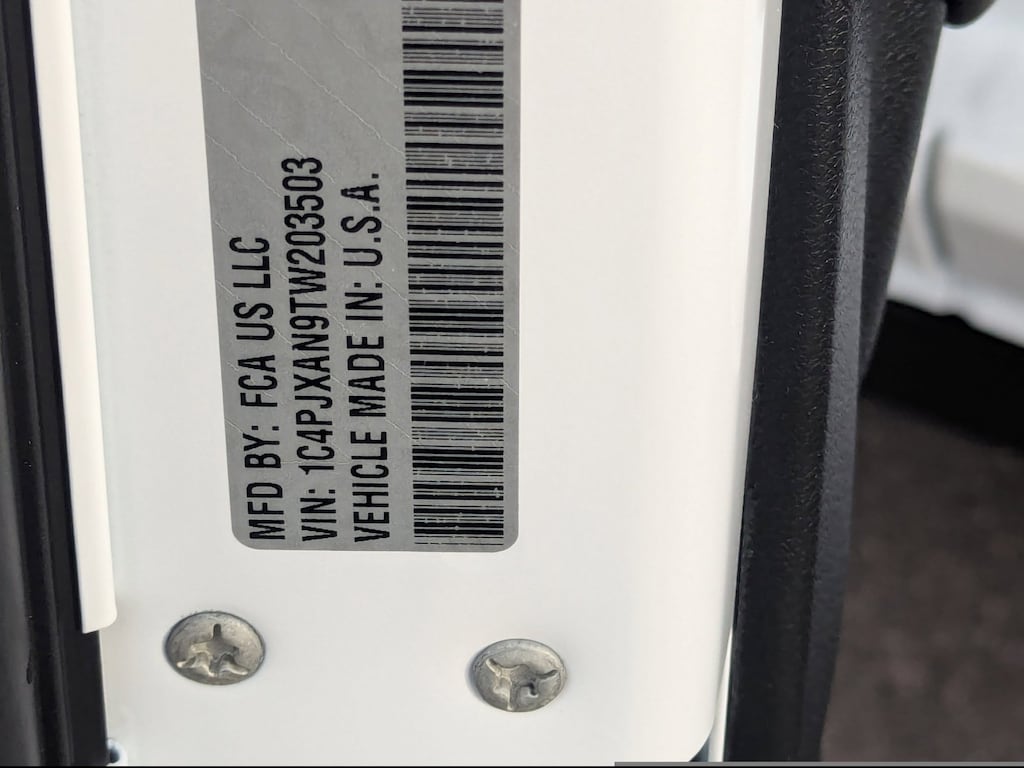 MFD BY: FCA US LLC
VIN: 1C4PJXAN9TW203503
VEHICLE MADE IN: U.S.A.